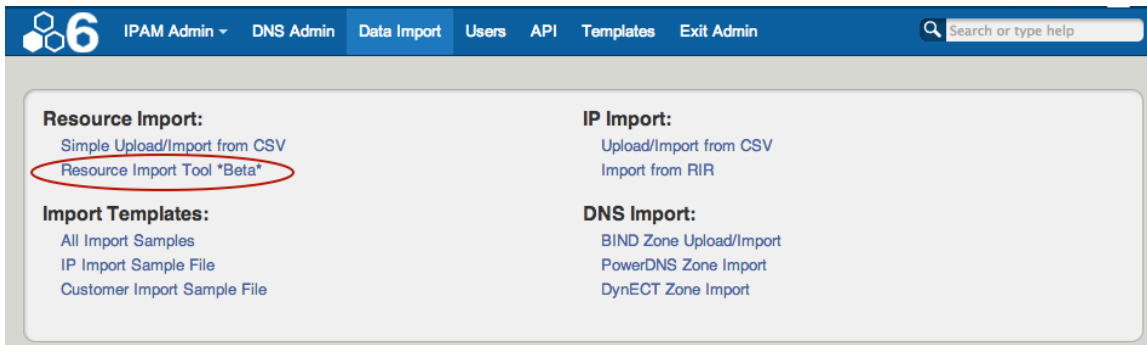 6 IPAM Admin DNS Admin Data Import Users API Templates Exit Admin Search or type help
Resource Import:
Simple Upload/Import from CSV
Resource Import Tool *Beta*
Import Templates:
All Import Samples
IP Import Sample File
Customer Import Sample File
IP Import:
Upload/Import from CSV
Import from RIR
DNS Import:
BIND Zone Upload/Import
PowerDNS Zone Import
DynECT Zone Import